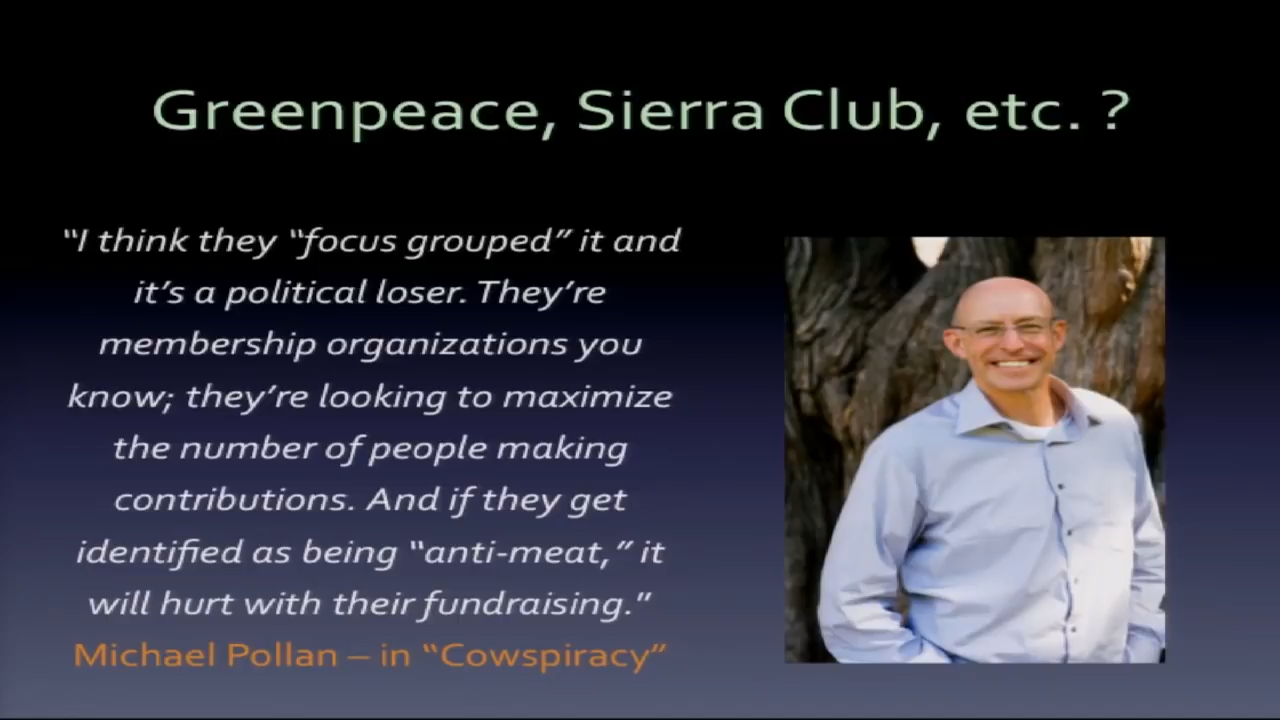 Greenpeace, Sierra Club, etc. ?
“I think they “focus grouped” it and
it’s a political loser. They’re
membership organizations you
know; they’re looking to maximize
the number of people making
contributions. And if they get
identified as being “anti-meat,” it
will hurt with their fundraising.”
Michael Pollan – in “Cowspiracy”